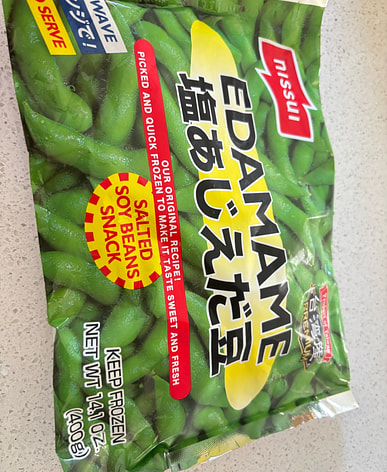 nissui
EDAMAME
塩あじえだ豆
OUR ORIGINAL RECIPE!
PICKED AND QUICK FROZEN TO MAKE IT TASTE SWEET AND FRESH
SALTED
SOY BEANS
SNACK
KEEP FROZEN
NET WT 14.1 OZ.
(400g)
WAVE
ジで!
SERVE